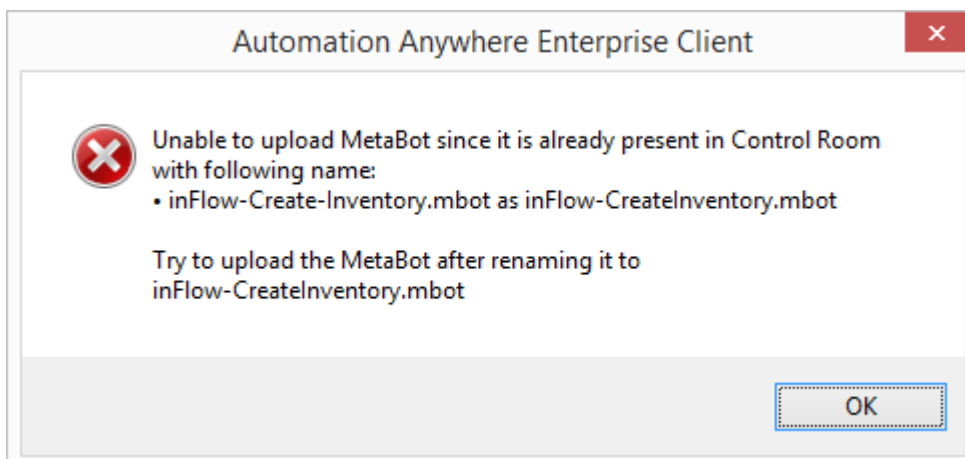 Automation Anywhere Enterprise Client
Unable to upload MetaBot since it is already present in Control Room
with following name:
• inFlow-Create-Inventory.mbot as inFlow-CreateInventory.mbot
Try to upload the MetaBot after renaming it to
inFlow-CreateInventory.mbot
OK